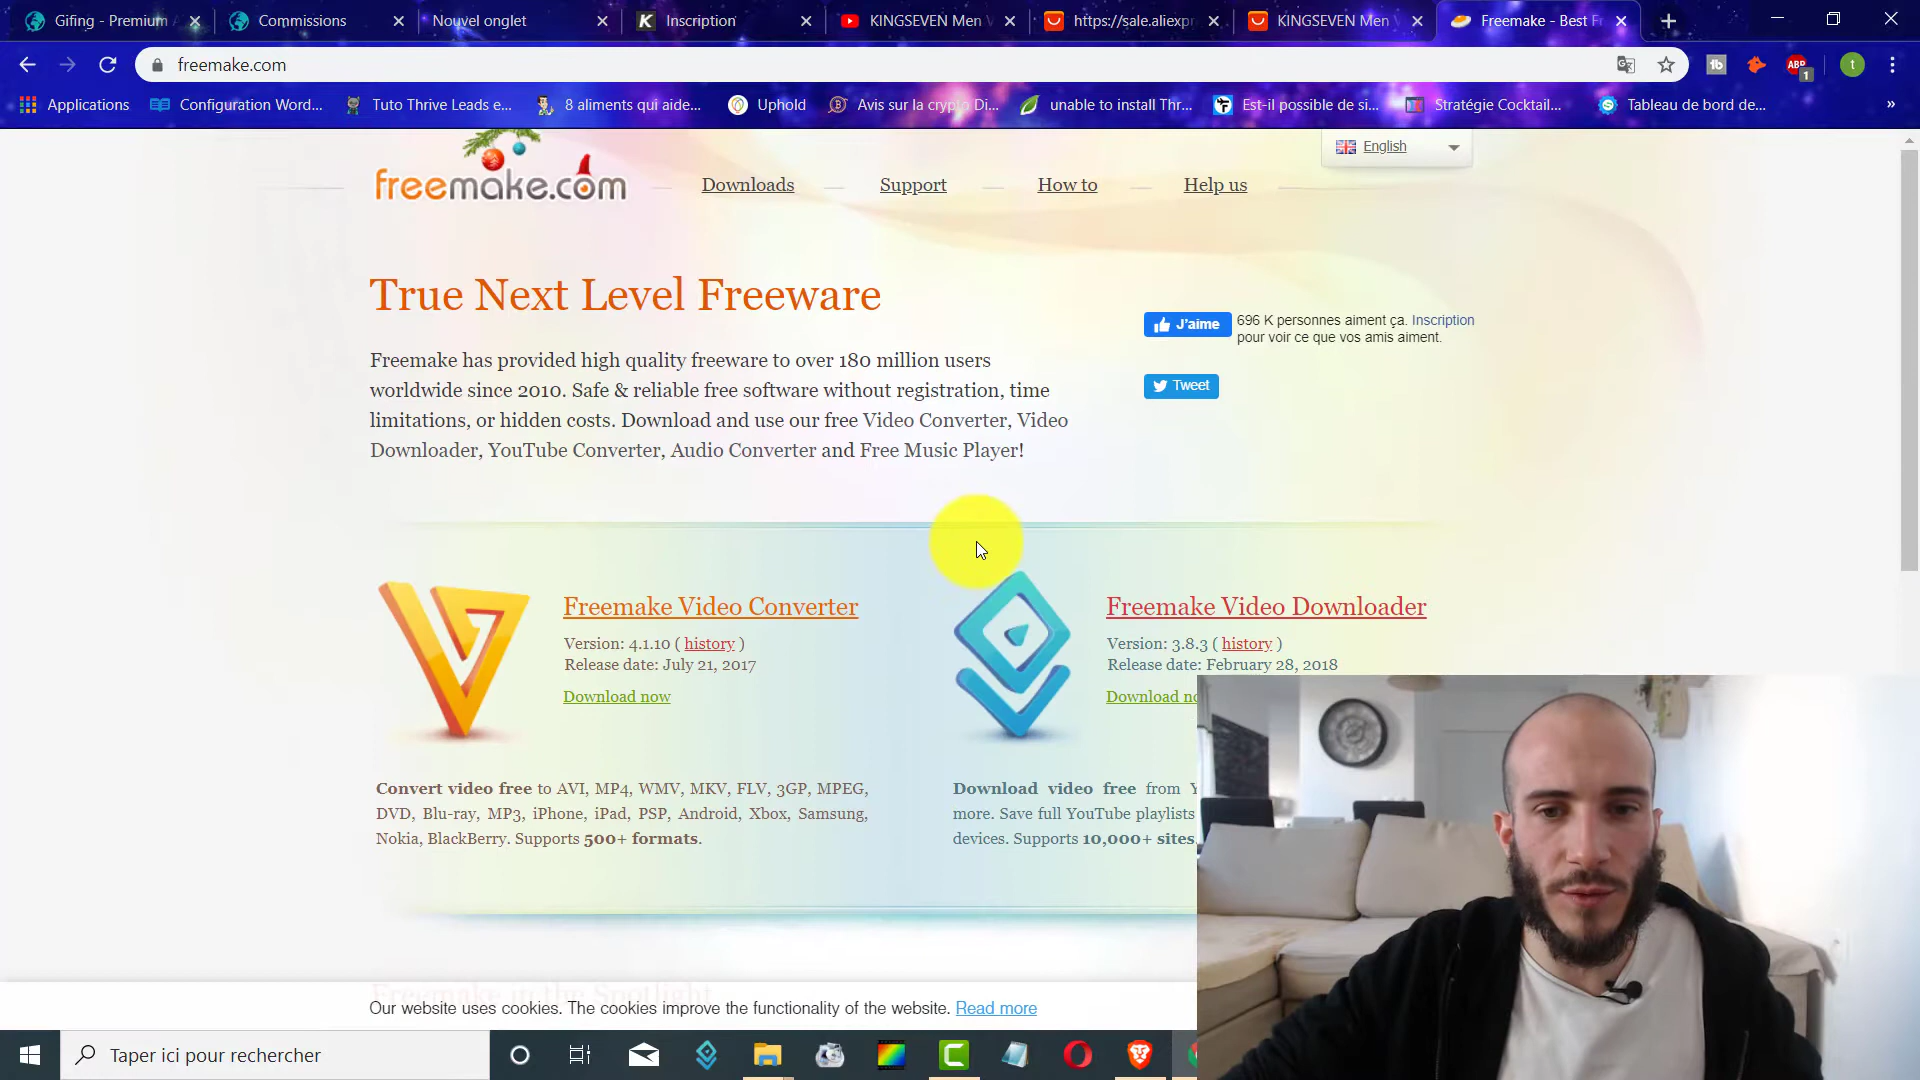 Gifing - Premium
Commissions
Nouvel onglet
K Inscription
KINGSEVEN Men
https://sale.aliexpr
KINGSEVEN Men
Freemake - Best F
freemake.com
ABP
1
t
Applications
Configuration Word...
Tuto Thrive Leads e...
8 aliments qui aide...
Uphold
Avis sur la crypto Di...
unable to install Thr...
Est-il possible de si...
Stratégie Cocktail...
Tableau de bord de...
»
English
freemake.com
Downloads
Support
How to
Help us
True Next Level Freeware
J'aime 696 K personnes aiment ça. Inscription
pour voir ce que vos amis aiment.
Tweet
Freemake has provided high quality freeware to over 180 million users
worldwide since 2010. Safe & reliable free software without registration, time
limitations, or hidden costs. Download and use our free Video Converter, Video
Downloader, YouTube Converter, Audio Converter and Free Music Player!
Freemake Video Converter
Version: 4.1.10 ( history )
Release date: July 21, 2017
Download now
Convert video free to AVI, MP4, WMV, MKV, FLV, 3GP, MPEG,
DVD, Blu-ray, MP3, iPhone, iPad, PSP, Android, Xbox, Samsung,
Nokia, BlackBerry. Supports 500+ formats.
Freemake Video Downloader
Version: 3.8.3 ( history )
Release date: February 28, 2018
Download
Download video free from
more. Save full YouTube playlists
devices. Supports 10,000+ sites
Freemake in the Spotlight
Our website uses cookies. The cookies improve the functionality of the website. Read more
Taper ici pour rechercher